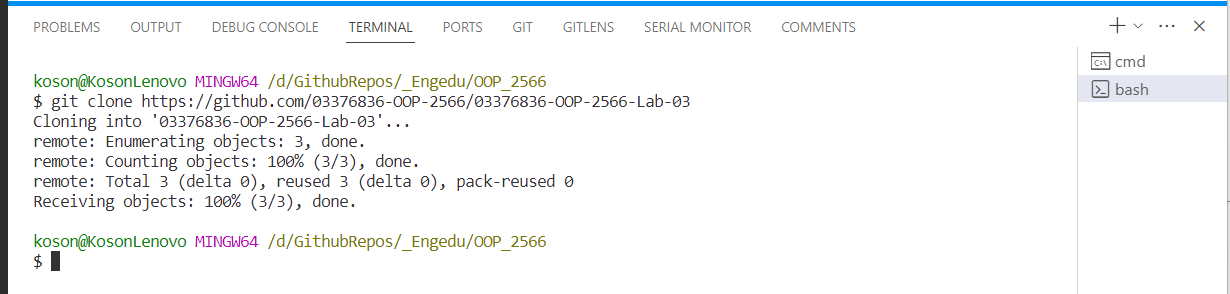 PROBLEMS OUTPUT DEBUG CONSOLE TERMINAL PORTS GIT GITLENS SERIAL MONITOR COMMENTS
cmd
bash
koson@KosonLenovo MINGW64 /d/GithubRepos/_Engedu/OOP_2566
$ git clone https://github.com/03376836-OOP-2566/03376836-OOP-2566-Lab-03
Cloning into '03376836-OOP-2566-Lab-03'...
remote: Enumerating objects: 3, done.
remote: Counting objects: 100% (3/3), done.
remote: Total 3 (delta 0), reused 3 (delta 0), pack-reused 0
Receiving objects: 100% (3/3), done.
koson@KosonLenovo MINGW64 /d/GithubRepos/_Engedu/OOP_2566
$